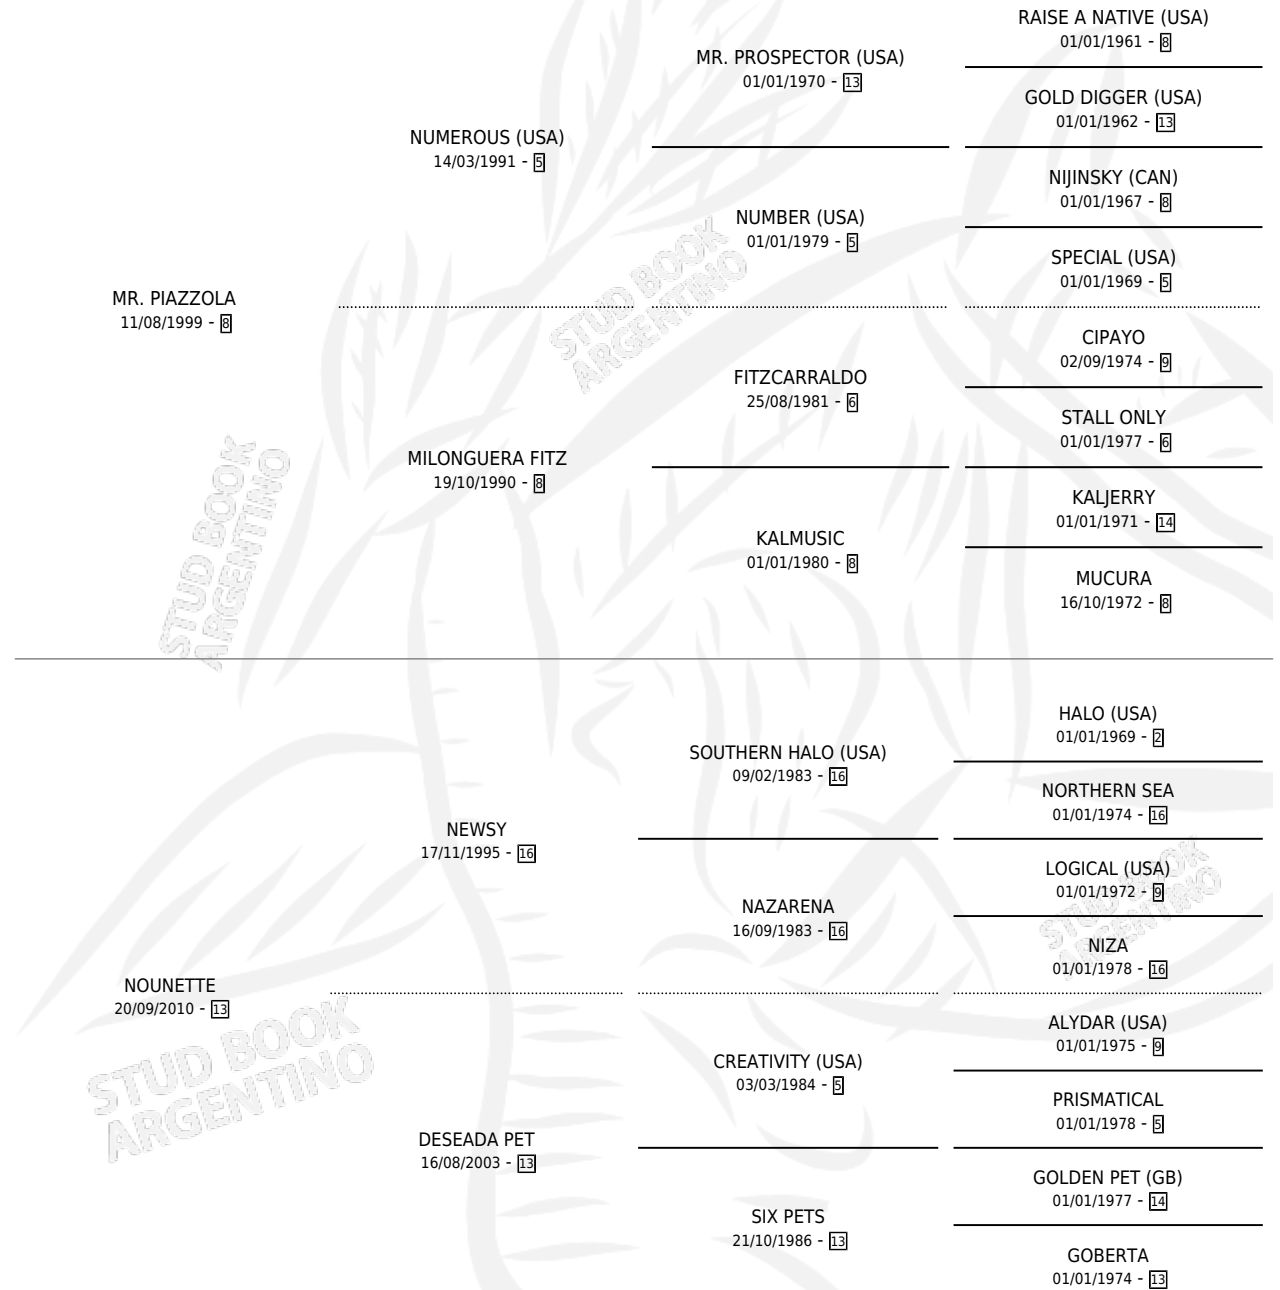 RAISE A NATIVE (USA)
01/01/1961 - 8
MR. PROSPECTOR (USA)
01/01/1970 - 13
GOLD DIGGER (USA)
01/01/1962 - 13
NUMEROUS (USA)
14/03/1991 - 5
NIJINSKY (CAN)
01/01/1967 - 8
NUMBER (USA)
01/01/1979 - 5
SPECIAL (USA)
01/01/1969 - 5
MR. PIAZZOLA
11/08/1999 - 8
STUD BOOK
ARGENTINO
CIPAYO
02/09/1974 - 9
FITZCARRALDO
25/08/1981 - 6
STALL ONLY
01/01/1977 - 6
MILONGUERA FITZ
19/10/1990 - 8
KALJERRY
01/01/1971 - 14
KALMUSIC
01/01/1980 - 8
MUCURA
16/10/1972 - 8
STUD BOOK
ARGENTINO
HALO (USA)
01/01/1969 - 2
SOUTHERN HALO (USA)
09/02/1983 - 16
NORTHERN SEA
01/01/1974 - 16
NEWSY
17/11/1995 - 16
LOGICAL (USA)
01/01/1972 - 9
NAZARENA
16/09/1983 - 16
NIZA
01/01/1978 - 16
STUD BOOK
ARGENTINO
NOUNETTE
20/09/2010 - 13
ALYDAR (USA)
01/01/1975 - 9
CREATIVITY (USA)
03/03/1984 - 5
PRISMATICAL
01/01/1978 - 5
STUD BOOK
ARGENTINO
DESEADA PET
16/08/2003 - 13
GOLDEN PET (GB)
01/01/1977 - 14
SIX PETS
21/10/1986 - 13
GOBERTA
01/01/1974 - 13